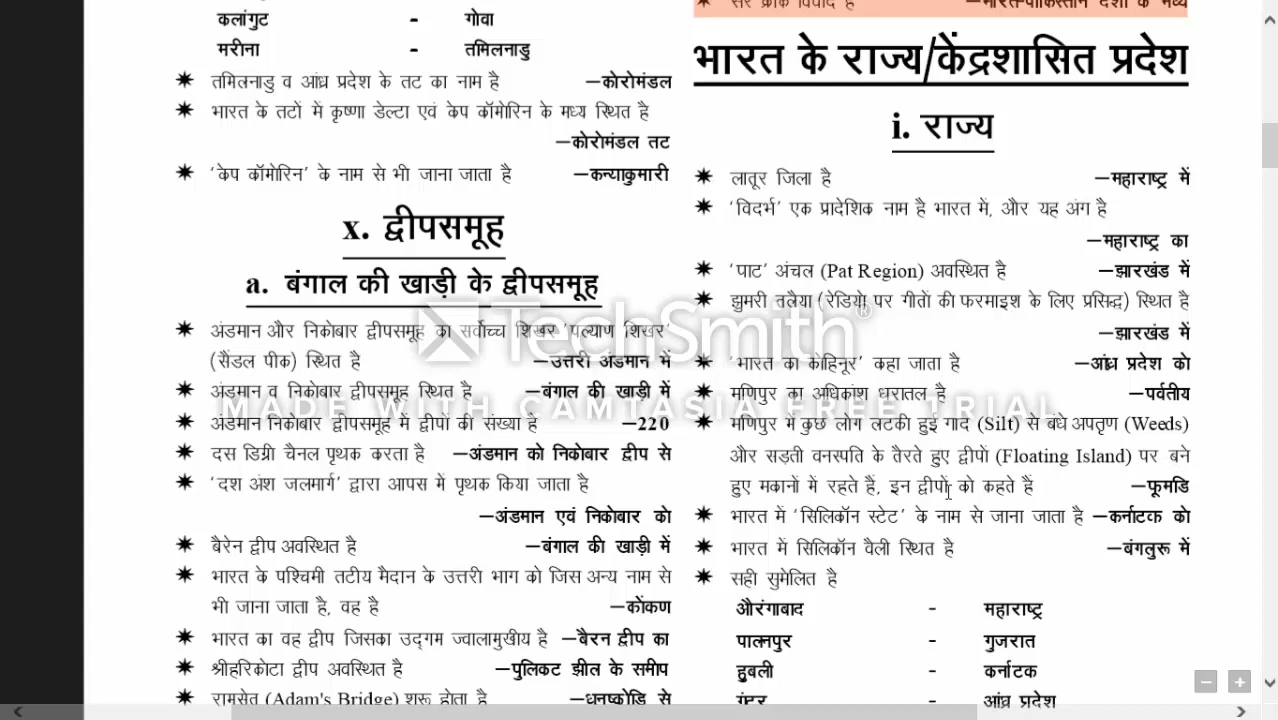 कलांगुट - गोवा
मरीना - तमिलनाडु
✷ तमिलनाडु व आंध्र प्रदेश के तट का नाम है –कोरोमंडल
✷ भारत के तटों में कृष्णा डेल्टा एवं केप कॉमोरिन के मध्य स्थित है
–कोरोमंडल तट
✷ 'केप कॉमोरिन' के नाम से भी जाना जाता है –कन्याकुमारी
x. द्वीपसमूह
a. बंगाल की खाड़ी के द्वीपसमूह
✷ अंडमान और निकोबार द्वीपसमूह का सर्वोच्च शिखर 'पल्याण शिखर'
(सैंडल पीक) स्थित है –उत्तरी अंडमान में
✷ अंडमान व निकोबार द्वीपसमूह स्थित है –बंगाल की खाड़ी में
✷ अंडमान निकोबार द्वीपसमूह में द्वीपों की संख्या है –220
✷ दस डिग्री चैनल पृथक करता है –अंडमान को निकोबार द्वीप से
✷ 'दश अंश जलमार्ग' द्वारा आपस में पृथक किया जाता है
–अंडमान एवं निकोबार को
✷ बैरेन द्वीप अवस्थित है –बंगाल की खाड़ी में
✷ भारत के पश्चिमी तटीय मैदान के उत्तरी भाग को जिस अन्य नाम से
भी जाना जाता है, वह है –कोंकण
✷ भारत का वह द्वीप जिसका उद्गम ज्वालामुखीय है –बैरन द्वीप का
✷ श्रीहरिकोटा द्वीप अवस्थित है –पुलिकट झील के समीप
✷ रामसेतु (Adam's Bridge) शुरू होता है –धनुष्कोडि से
✷ सर क्रीक विवाद है –भारत-पाकिस्तान देशों के मध्य
भारत के राज्य/केंद्रशासित प्रदेश
i. राज्य
✷ लातूर जिला है –महाराष्ट्र में
✷ 'विदर्भ' एक प्रादेशिक नाम है भारत में, और यह अंग है
–महाराष्ट्र का
✷ 'पाट' अंचल (Pat Region) अवस्थित है –झारखंड में
✷ झुमरी तलैया (रेडियो पर गीतों की फरमाइश के लिए प्रसिद्ध) स्थित है
–झारखंड में
✷ 'भारत का कोहिनूर' कहा जाता है –आंध्र प्रदेश को
✷ मणिपुर का अधिकांश धरातल है –पर्वतीय
✷ मणिपुर में कुछ लोग लटकी हुई गाद (Silt) से बंधे अपतृण (Weeds)
और सड़ती वनस्पति के तैरते हुए द्वीपों (Floating Island) पर बने
हुए मकानों में रहते हैं, इन द्वीपों को कहते हैं –फूमडि
✷ भारत में 'सिलिकॉन स्टेट' के नाम से जाना जाता है –कर्नाटक को
✷ भारत में सिलिकॉन वैली स्थित है –बंगलुरू में
✷ सही सुमेलित है
औरंगाबाद - महाराष्ट्र
पालनपुर - गुजरात
हुबली - कर्नाटक
गुंटूर - आंध्र प्रदेश
TechSmith®
MADE WITH CAMTASIA FREE TRIAL